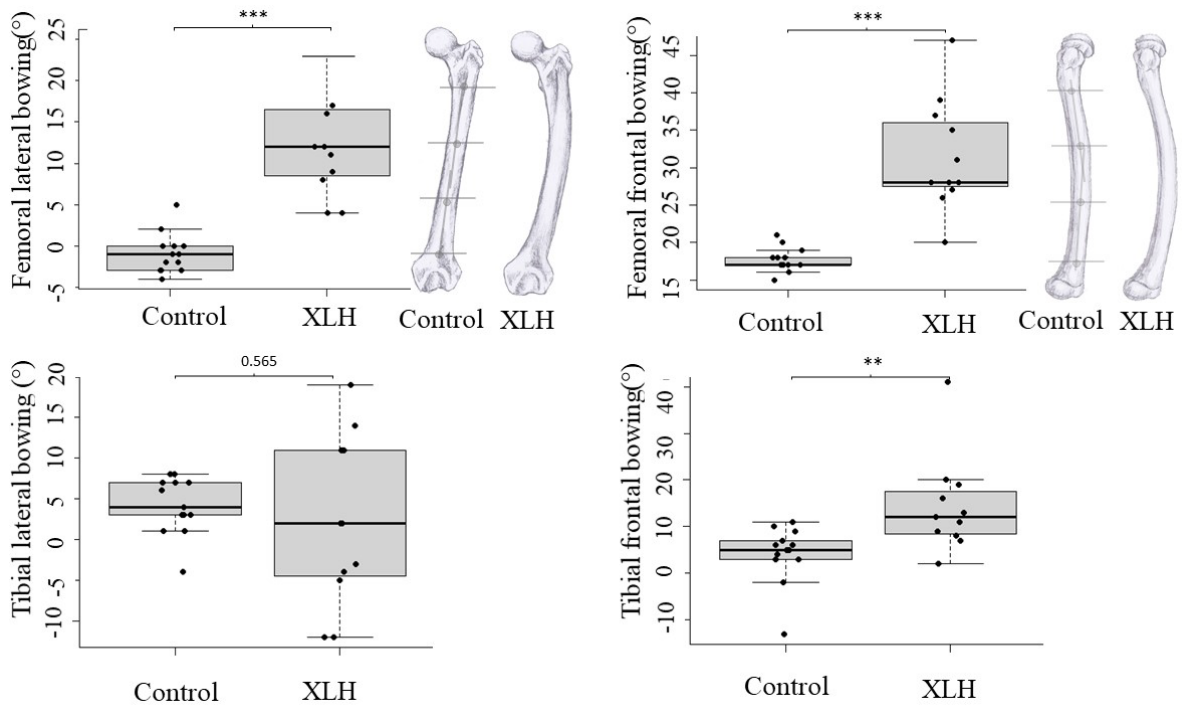 ***
Femoral lateral bowing(°)
25
20
15
10
5
0
-5
Control
XLH
Control
XLH
***
Femoral frontal bowing(°)
45
40
35
30
25
20
15
Control
XLH
Control
XLH
0.565
Tibial lateral bowing (°)
20
15
10
5
0
-5
-10
Control
XLH
**
Tibial frontal bowing(°)
40
30
20
10
0
-10
Control
XLH